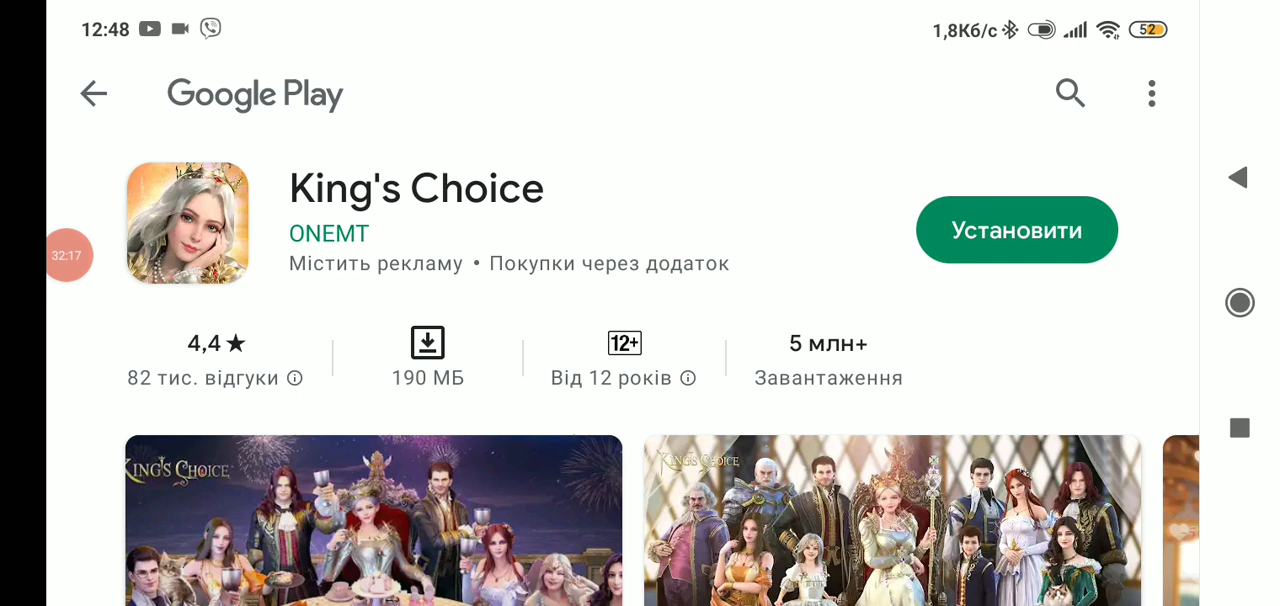 12:48
1,8Кб/с
52
Google Play
King's Choice
ONEMT
Містить рекламу • Покупки через додаток
Установити
32:17
4,4 ★
82 тис. відгуки
190 МБ
12+
Від 12 років
5 млн+
Завантаження
KING'S CHOICE
KING'S CHOICE